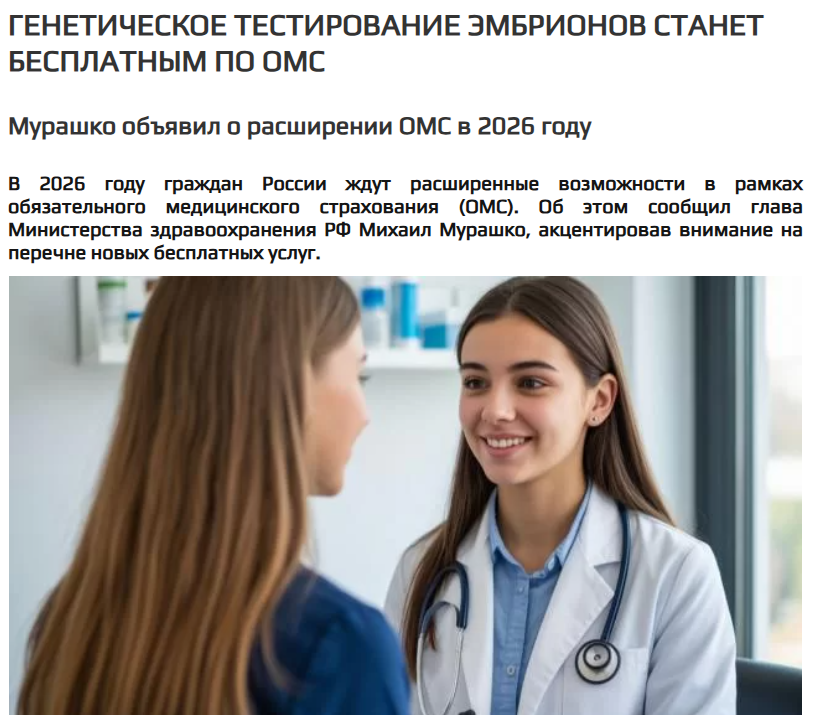 ГЕНЕТИЧЕСКОЕ ТЕСТИРОВАНИЕ ЭМБРИОНОВ СТАНЕТ
БЕСПЛАТНЫМ ПО ОМС
Мурашко объявил о расширении ОМС в 2026 году
В 2026 году граждан России ждут расширенные возможности в рамках
обязательного медицинского страхования (ОМС). Об этом сообщил глава
Министерства здравоохранения РФ Михаил Мурашко, акцентировав внимание на
перечне новых бесплатных услуг.